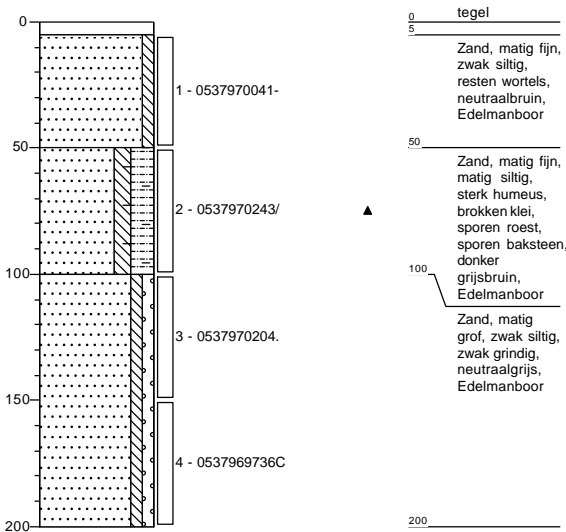 0
50
100
150
200
1 - 0537970041-
2 - 0537970243/
3 - 0537970204.
4 - 0537969736C
0
tegel
5
Zand, matig fijn,
zwak siltig,
resten wortels,
neutraalbruin,
Edelmanboor
50
Zand, matig fijn,
matig siltig,
sterk humeus,
brokken klei,
sporen roest,
sporen baksteen,
donker
grijsbruin,
Edelmanboor
100
Zand, matig
grof, zwak siltig,
zwak grindig,
neutraalgrijs,
Edelmanboor
200